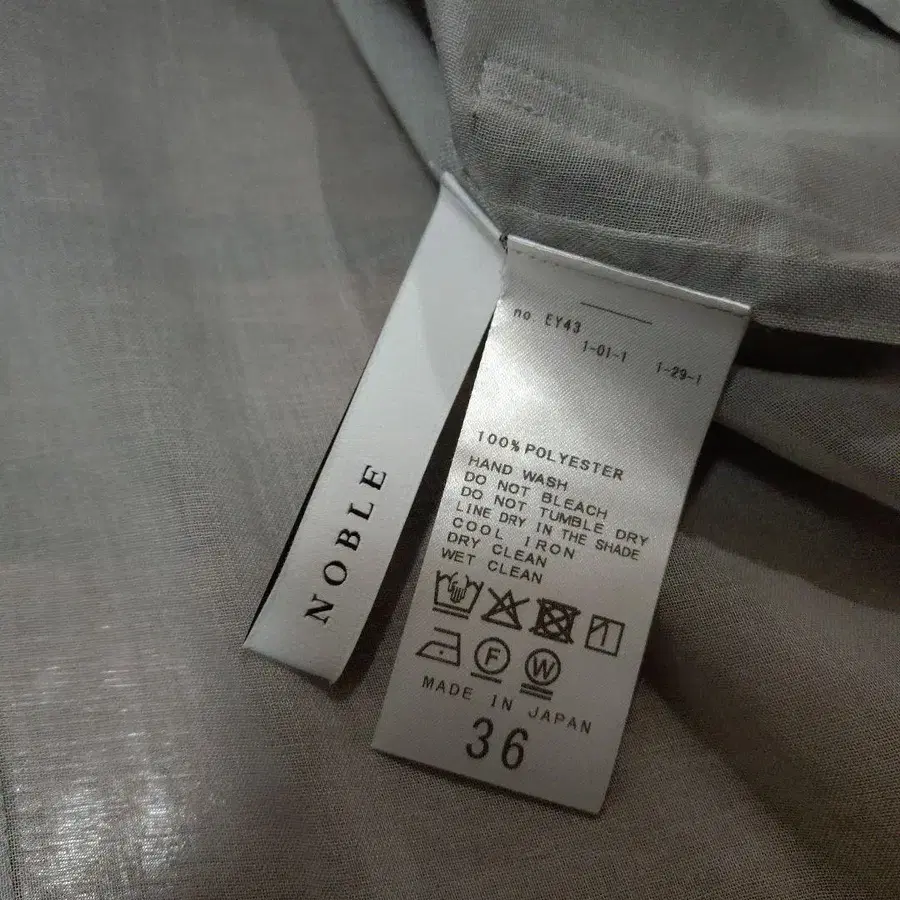 NOBLE
no. EY43
1-01-1 1-29-1
100% POLYESTER
HAND WASH
DO NOT BLEACH
DO NOT TUMBLE DRY
LINE DRY IN THE SHADE
COOL IRON
DRY CLEAN
WET CLEAN
F W
MADE IN JAPAN
36